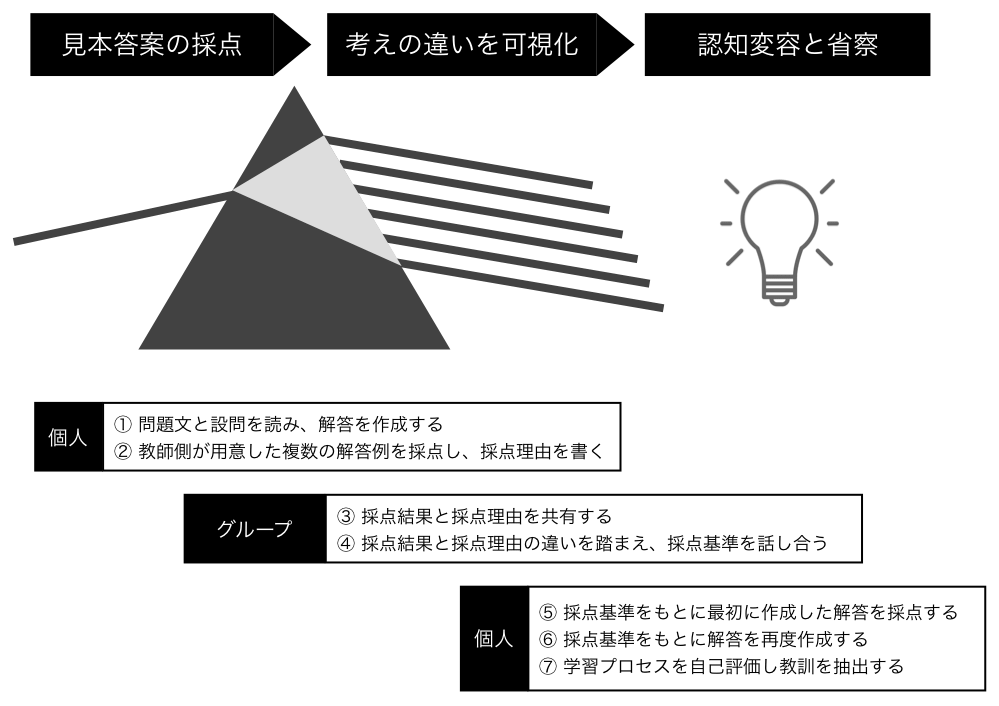 見本答案の採点
考えの違いを可視化
認知変容と省察
個人
① 問題文と設問を読み、解答を作成する
② 教師側が用意した複数の解答例を採点し、採点理由を書く
グループ
③ 採点結果と採点理由を共有する
④ 採点結果と採点理由の違いを踏まえ、採点基準を話し合う
個人
⑤ 採点基準をもとに最初に作成した解答を採点する
⑥ 採点基準をもとに解答を再度作成する
⑦ 学習プロセスを自己評価し教訓を抽出する